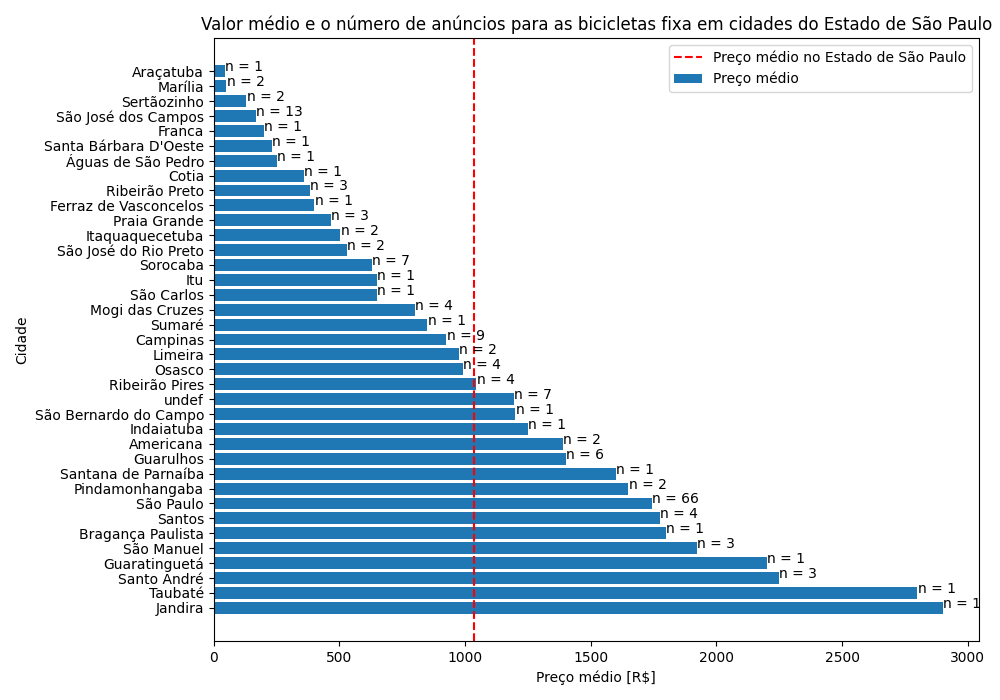 Valor médio e o número de anúncios para as bicicletas fixa em cidades do Estado de São Paulo
Preço médio no Estado de São Paulo
Preço médio
Cidade
Araçatuba n = 1
Marília n = 2
Sertãozinho n = 2
São José dos Campos n = 13
Franca n = 1
Santa Bárbara D'Oeste n = 1
Águas de São Pedro n = 1
Cotia n = 1
Ribeirão Preto n = 3
Ferraz de Vasconcelos n = 1
Praia Grande n = 3
Itaquaquecetuba n = 2
São José do Rio Preto n = 2
Sorocaba n = 7
Itu n = 1
São Carlos n = 1
Mogi das Cruzes n = 4
Sumaré n = 1
Campinas n = 9
Limeira n = 2
Osasco n = 4
Ribeirão Pires n = 4
undef n = 7
São Bernardo do Campo n = 1
Indaiatuba n = 1
Americana n = 2
Guarulhos n = 6
Santana de Parnaíba n = 1
Pindamonhangaba n = 2
São Paulo n = 66
Santos n = 4
Bragança Paulista n = 1
São Manuel n = 3
Guaratinguetá n = 1
Santo André n = 3
Taubaté n = 1
Jandira n = 1
0 500 1000 1500 2000 2500 3000
Preço médio [R$]